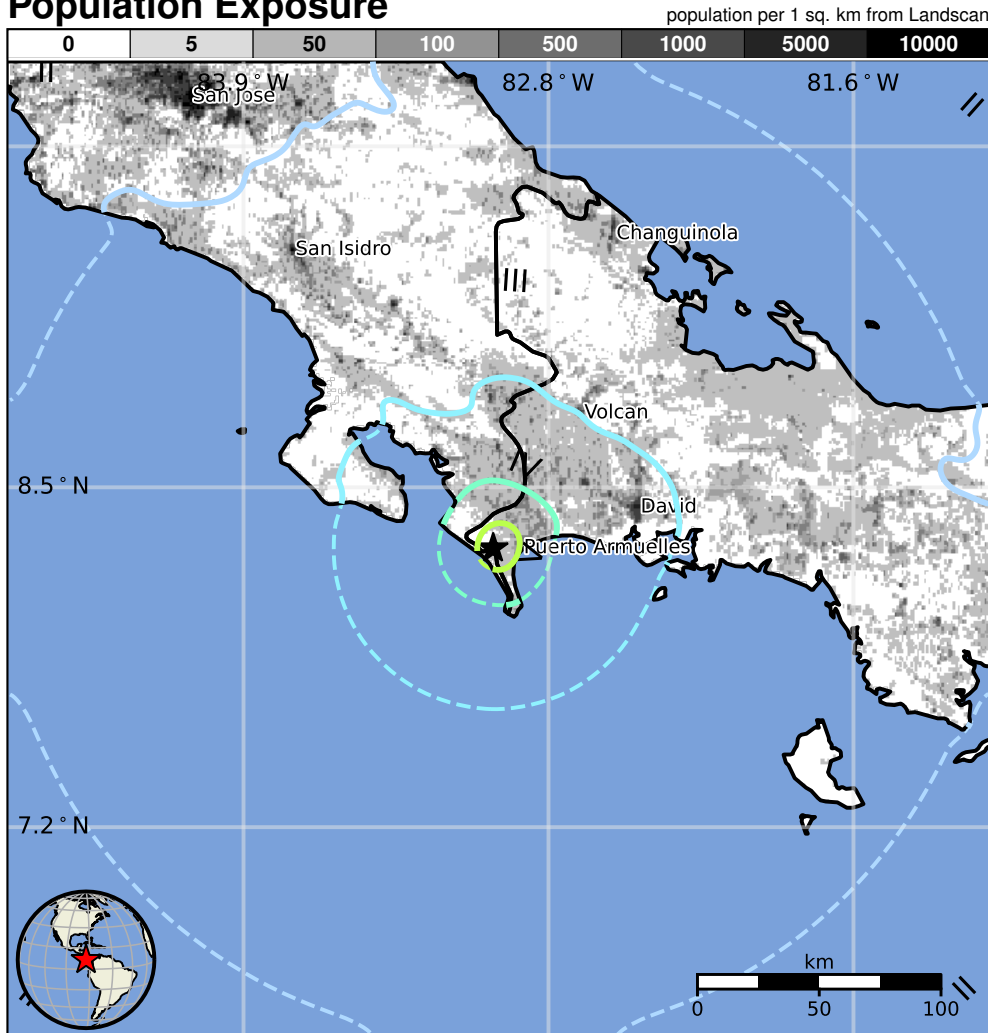 Population Exposure
population per 1 sq. km from Landscan
0 5 50 100 500 1000 5000 10000
II
83.9°W 82.8°W 81.6°W
San Jose
II
Changuinola
San Isidro
III
Volcan
IV
8.5°N
David
Puerto Armuelles
7.2°N
km
0 50 100
II
II